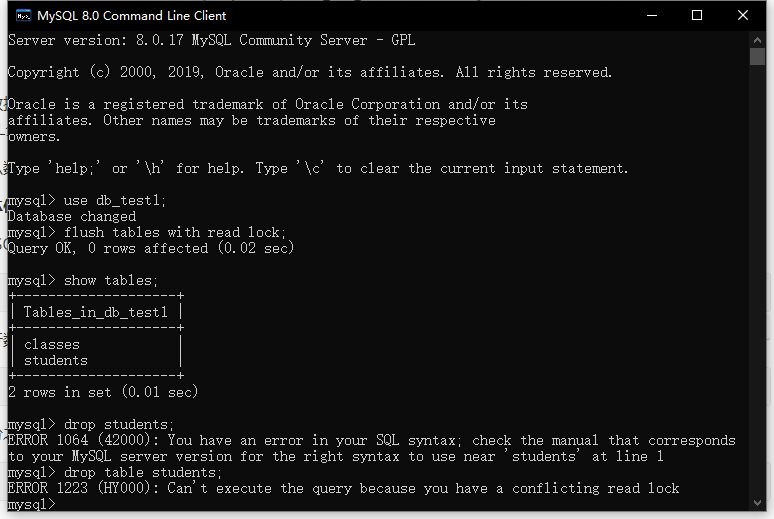 MySQL 8.0 Command Line Client
Server version: 8.0.17 MySQL Community Server - GPL
Copyright (c) 2000, 2019, Oracle and/or its affiliates. All rights reserved.
Oracle is a registered trademark of Oracle Corporation and/or its
affiliates. Other names may be trademarks of their respective
owners.
Type 'help;' or '\h' for help. Type '\c' to clear the current input statement.
mysql> use db_test1;
Database changed
mysql> flush tables with read lock;
Query OK, 0 rows affected (0.02 sec)
mysql> show tables;
+--------------------+
| Tables_in_db_test1 |
+--------------------+
| classes            |
| students           |
+--------------------+
2 rows in set (0.01 sec)
mysql> drop students;
ERROR 1064 (42000): You have an error in your SQL syntax; check the manual that corresponds
to your MySQL server version for the right syntax to use near 'students' at line 1
mysql> drop table students;
ERROR 1223 (HY000): Can't execute the query because you have a conflicting read lock
mysql>